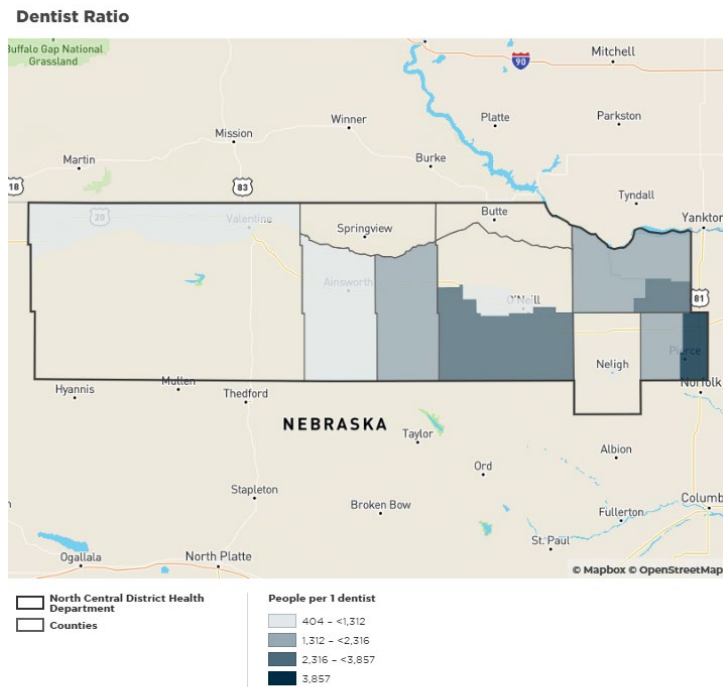 Dentist Ratio
Buffalo Gap National
Grassland
90
Mitchell
Winner
Platte
Parkston
Mission
Martin
Burke
18
83
Tyndall
Butte
20
Valentine
Springview
Yankton
Ainsworth
O'Neill
81
Neligh
Pierce
Hyannis
Mullen
Thedford
Norfolk
NEBRASKA
Taylor
Albion
Ord
Stapleton
Broken Bow
Fullerton
Columb
St. Paul
Ogallala
North Platte
© Mapbox © OpenStreetMap
North Central District Health
Department
Counties
People per 1 dentist
404 – <1,312
1,312 – <2,316
2,316 – <3,857
3,857